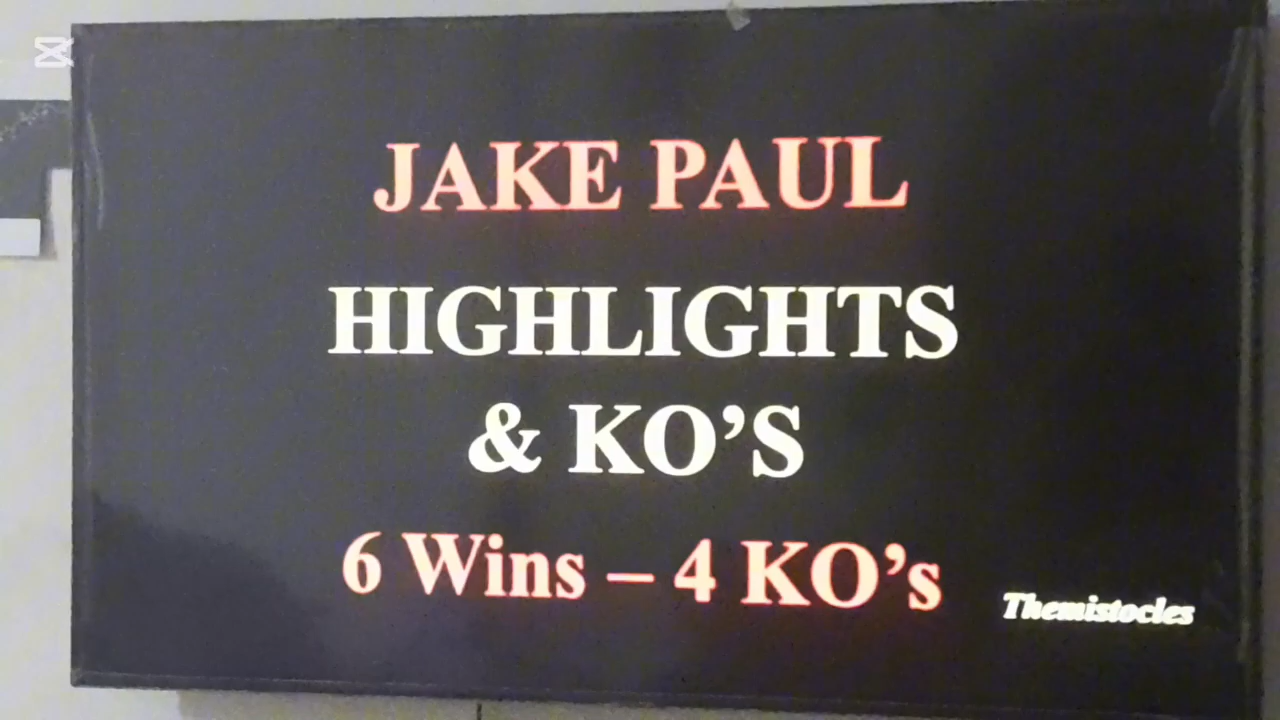 JAKE PAUL
HIGHLIGHTS
& KO’S
6 Wins – 4 KO’s
Themistocles